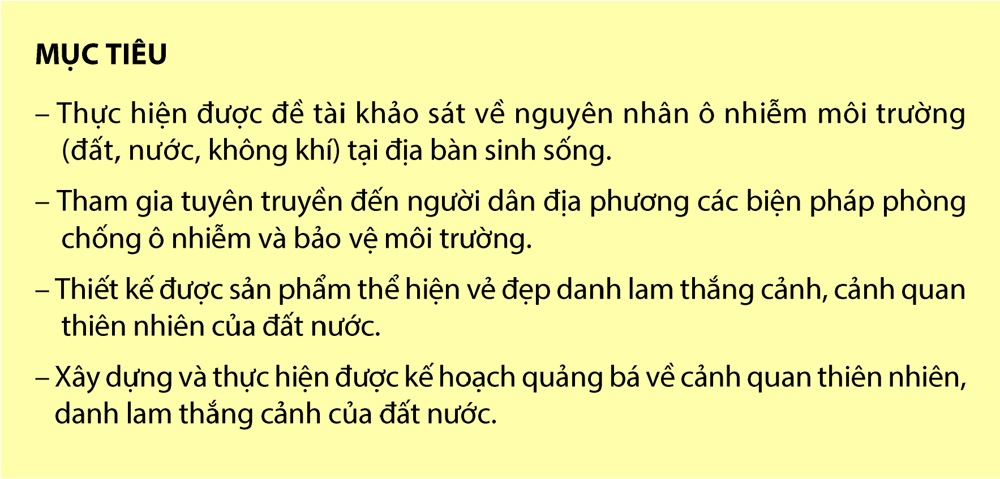 MỤC TIÊU
– Thực hiện được đề tài khảo sát về nguyên nhân ô nhiễm môi trường
(đất, nước, không khí) tại địa bàn sinh sống.
– Tham gia tuyên truyền đến người dân địa phương các biện pháp phòng
chống ô nhiễm và bảo vệ môi trường.
– Thiết kế được sản phẩm thể hiện vẻ đẹp danh lam thắng cảnh, cảnh quan
thiên nhiên của đất nước.
– Xây dựng và thực hiện được kế hoạch quảng bá về cảnh quan thiên nhiên,
danh lam thắng cảnh của đất nước.